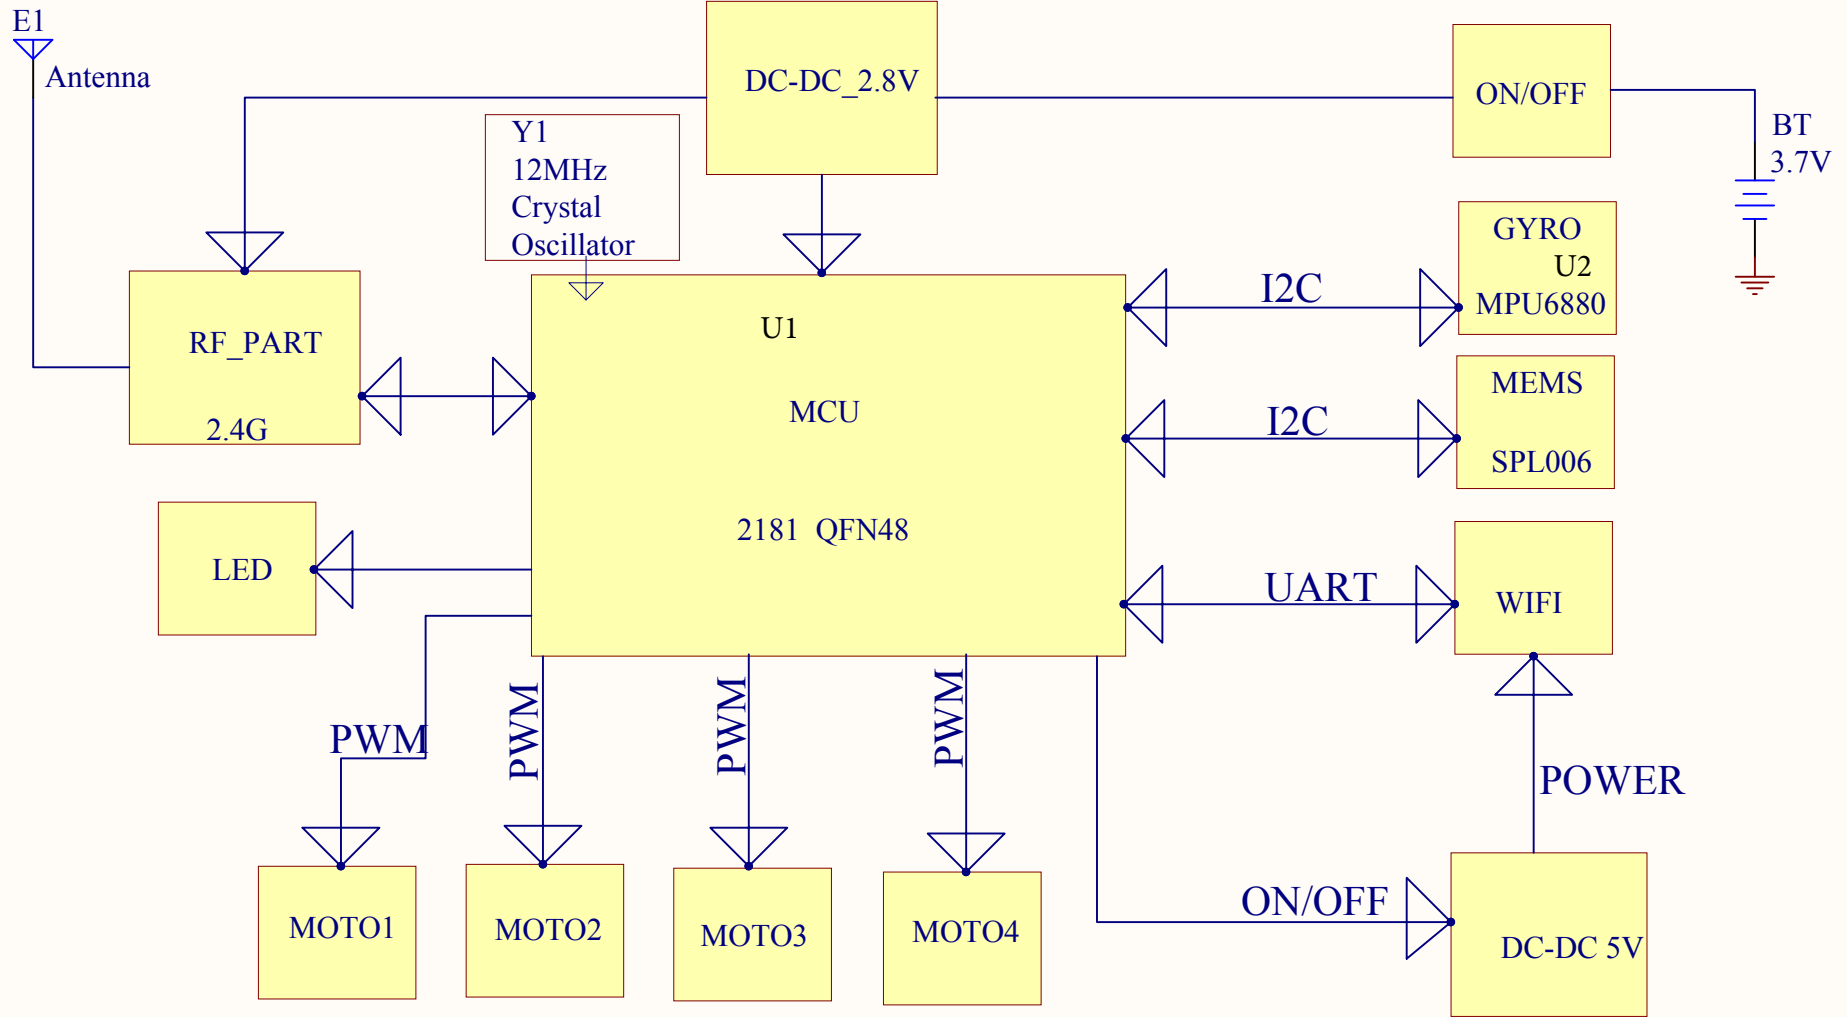 E1
Antenna
DC-DC_2.8V
ON/OFF
BT
3.7V
Y1
12MHz
Crystal
Oscillator
GYRO
U2
MPU6880
I2C
U1
RF_PART
2.4G
MCU
I2C
MEMS
SPL006
2181 QFN48
LED
UART
WIFI
PWM
PWM
PWM
PWM
POWER
ON/OFF
MOTO1
MOTO2
MOTO3
MOTO4
DC-DC 5V